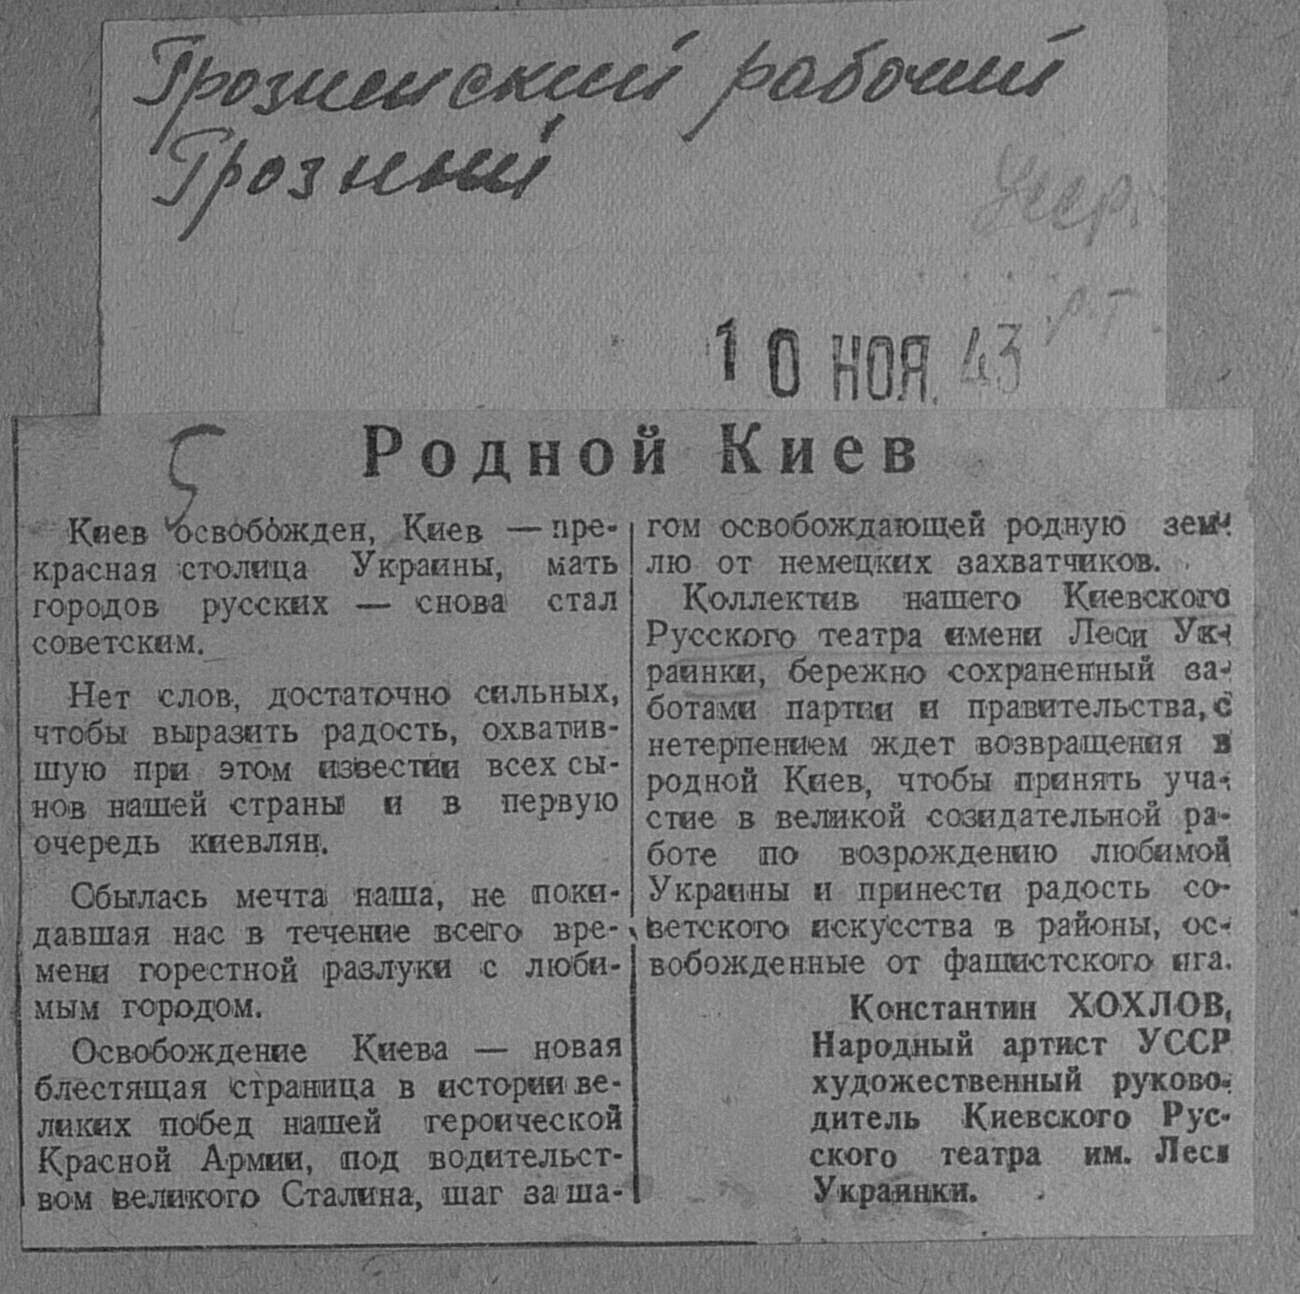 Грозненский рабочий
Грозный
10 НОЯ. 43
Родной Киев
Киев освобожден, Киев — пре-
красная столица Украины, мать
городов русских — снова стал
советским.
Нет слов, достаточно сильных,
чтобы выразить радость, охватив-
шую при этом известии всех сы-
нов нашей страны и в первую
очередь киевлян.
Сбылась мечта наша, не поки-
давшая нас в течение всего вре-
мени горестной разлуки с люби-
мым городом.
Освобождение Киева — новая
блестящая страница в истории ве-
ликих побед нашей героической
Красной Армии, под водительст-
вом великого Сталина, шаг за ша-
гом освобождающей родную зем-
лю от немецких захватчиков.
Коллектив нашего Киевского
Русского театра имени Леси Ук-
раинки, бережно сохраненный за-
ботами партии и правительства, с
нетерпением ждет возвращения в
родной Киев, чтобы принять уча-
стие в великой созидательной ра-
боте по возрождению любимой
Украины и принести радость со-
ветского искусства в районы, ос-
вобожденные от фашистского ига.
Константин ХОХЛОВ,
Народный артист УССР
художественный руково-
дитель Киевского Рус-
ского театра им. Леси
Украинки.